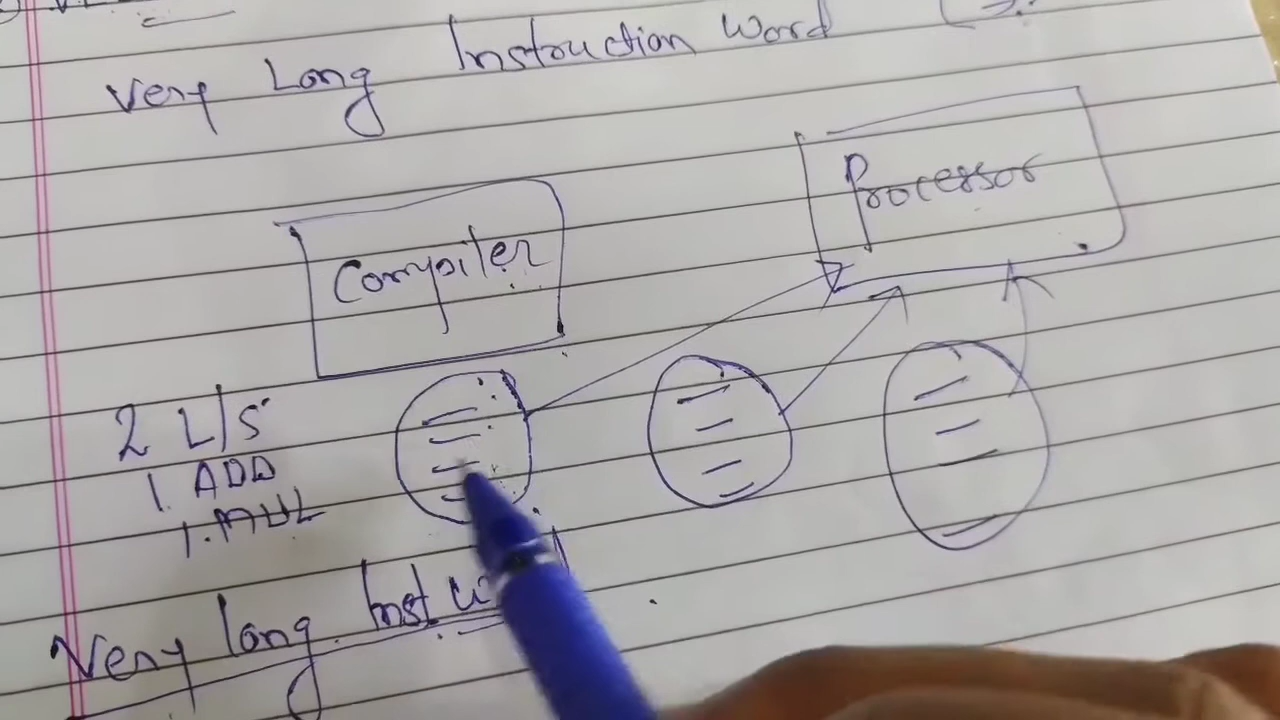 Very Long Instruction Word
Processor
Compiler
2 L/S
1. ADD
1. MUL
Very long Inst